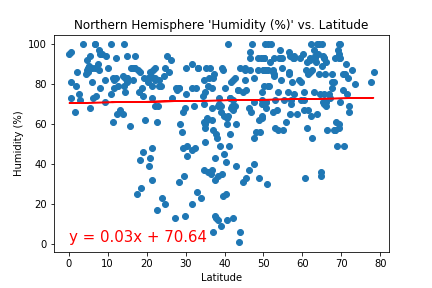 Northern Hemisphere 'Humidity (%)' vs. Latitude
Humidity (%)
100
80
60
40
20
0
y = 0.03x + 70.64
0 10 20 30 40 50 60 70 80
Latitude